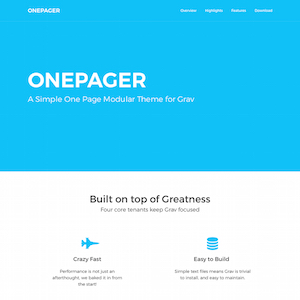 ONEPAGER
Overview Highlights Features Download
ONEPAGER
A Simple One Page Modular Theme for Grav
Built on top of Greatness
Four core tenants keep Grav focused
Crazy Fast
Performance is not just an
afterthought, we baked it in from
the start!
Easy to Build
Simple text files means Grav is trivial
to install, and easy to maintain.